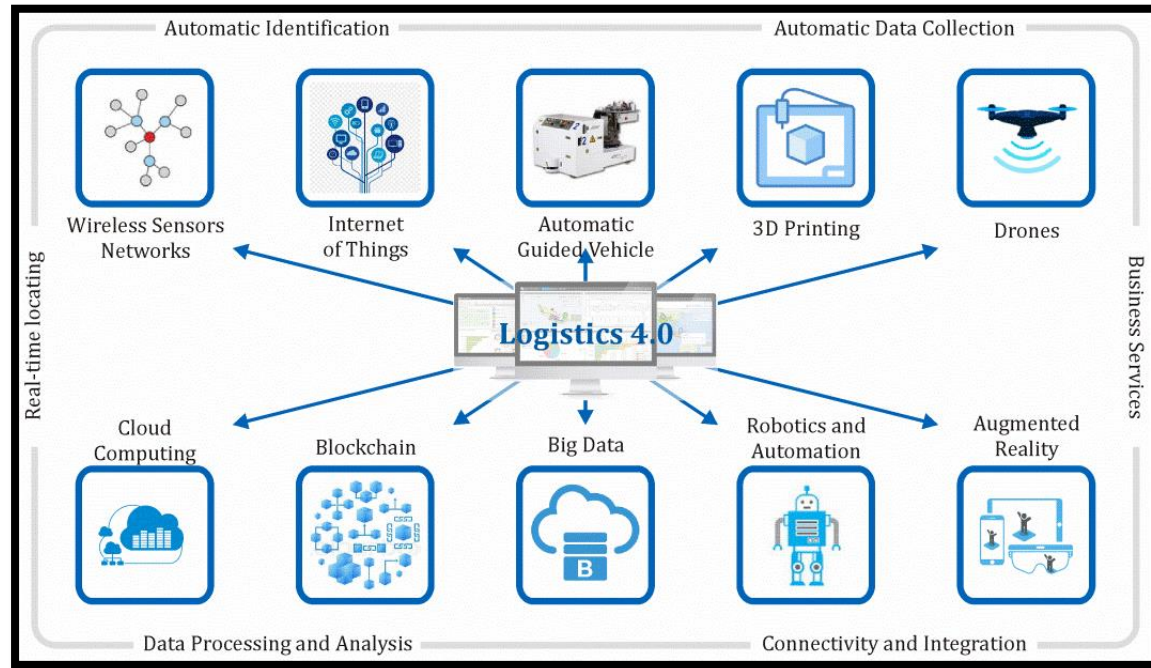 Automatic Identification
Automatic Data Collection
Wireless Sensors
Networks
Internet
of Things
Automatic
Guided Vehicle
3D Printing
Drones
Real-time locating
Business Services
Logistics 4.0
Cloud
Computing
Blockchain
Big Data
Robotics and
Automation
Augmented
Reality
B
Data Processing and Analysis
Connectivity and Integration